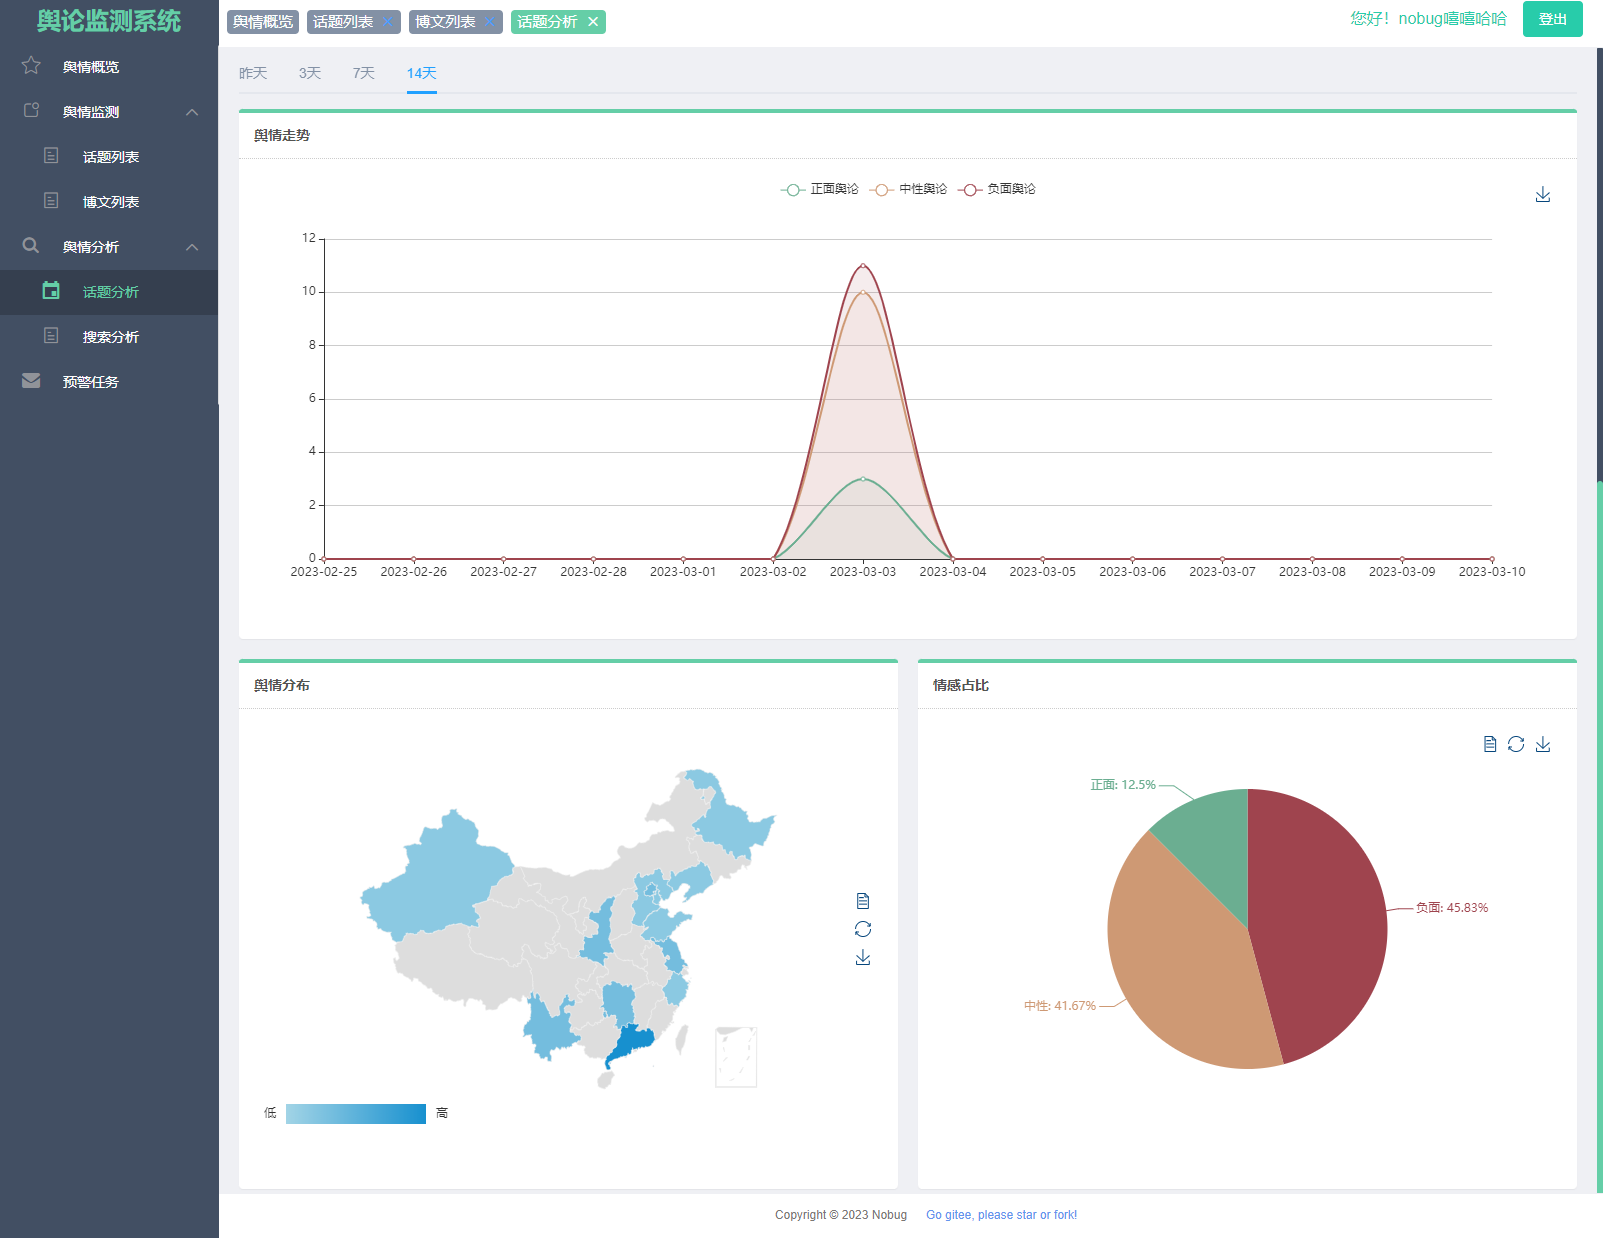 舆论监测系统
舆情概览
舆情监测
话题列表
博文列表
舆情分析
话题分析
搜索分析
预警任务
舆情概览 话题列表 博文列表 话题分析
您好！nobug嘻嘻哈哈 登出
昨天 3天 7天 14天
舆情走势
正面舆论 中性舆论 负面舆论
12
10
8
6
4
2
0
2023-02-25 2023-02-26 2023-02-27 2023-02-28 2023-03-01 2023-03-02 2023-03-03 2023-03-04 2023-03-05 2023-03-06 2023-03-07 2023-03-08 2023-03-09 2023-03-10
舆情分布
低 高
情感占比
正面: 12.5%
负面: 45.83%
中性: 41.67%
Copyright © 2023 Nobug Go gitee, please star or fork!